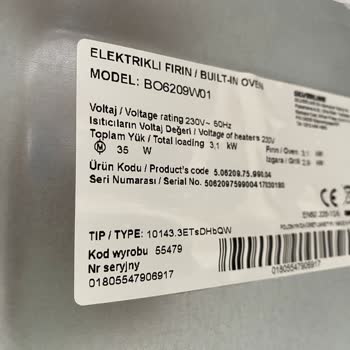 ELEKTRIKLI FIRIN / BUILT-IN OVEN
MODEL: BO6209W01
SILVERLINE
Voltaj / Voltage rating 230V~ 50Hz
Isıtıcıların Voltaj Değeri / Voltage of heaters 230V
Toplam Yük / Total loading 3,1 kW
M 35 W
Fırın / Oven
Izgara / Grill
Ürün Kodu / Product's code 5.06209.75.990.04
Seri Numarası / Serial No. 5062097599004 17030180
CE
TIP / TYPE: 10143.3ETsDHbQW
Kod wyrobu 55479
Nr seryjny
01805547906917
01805547906917